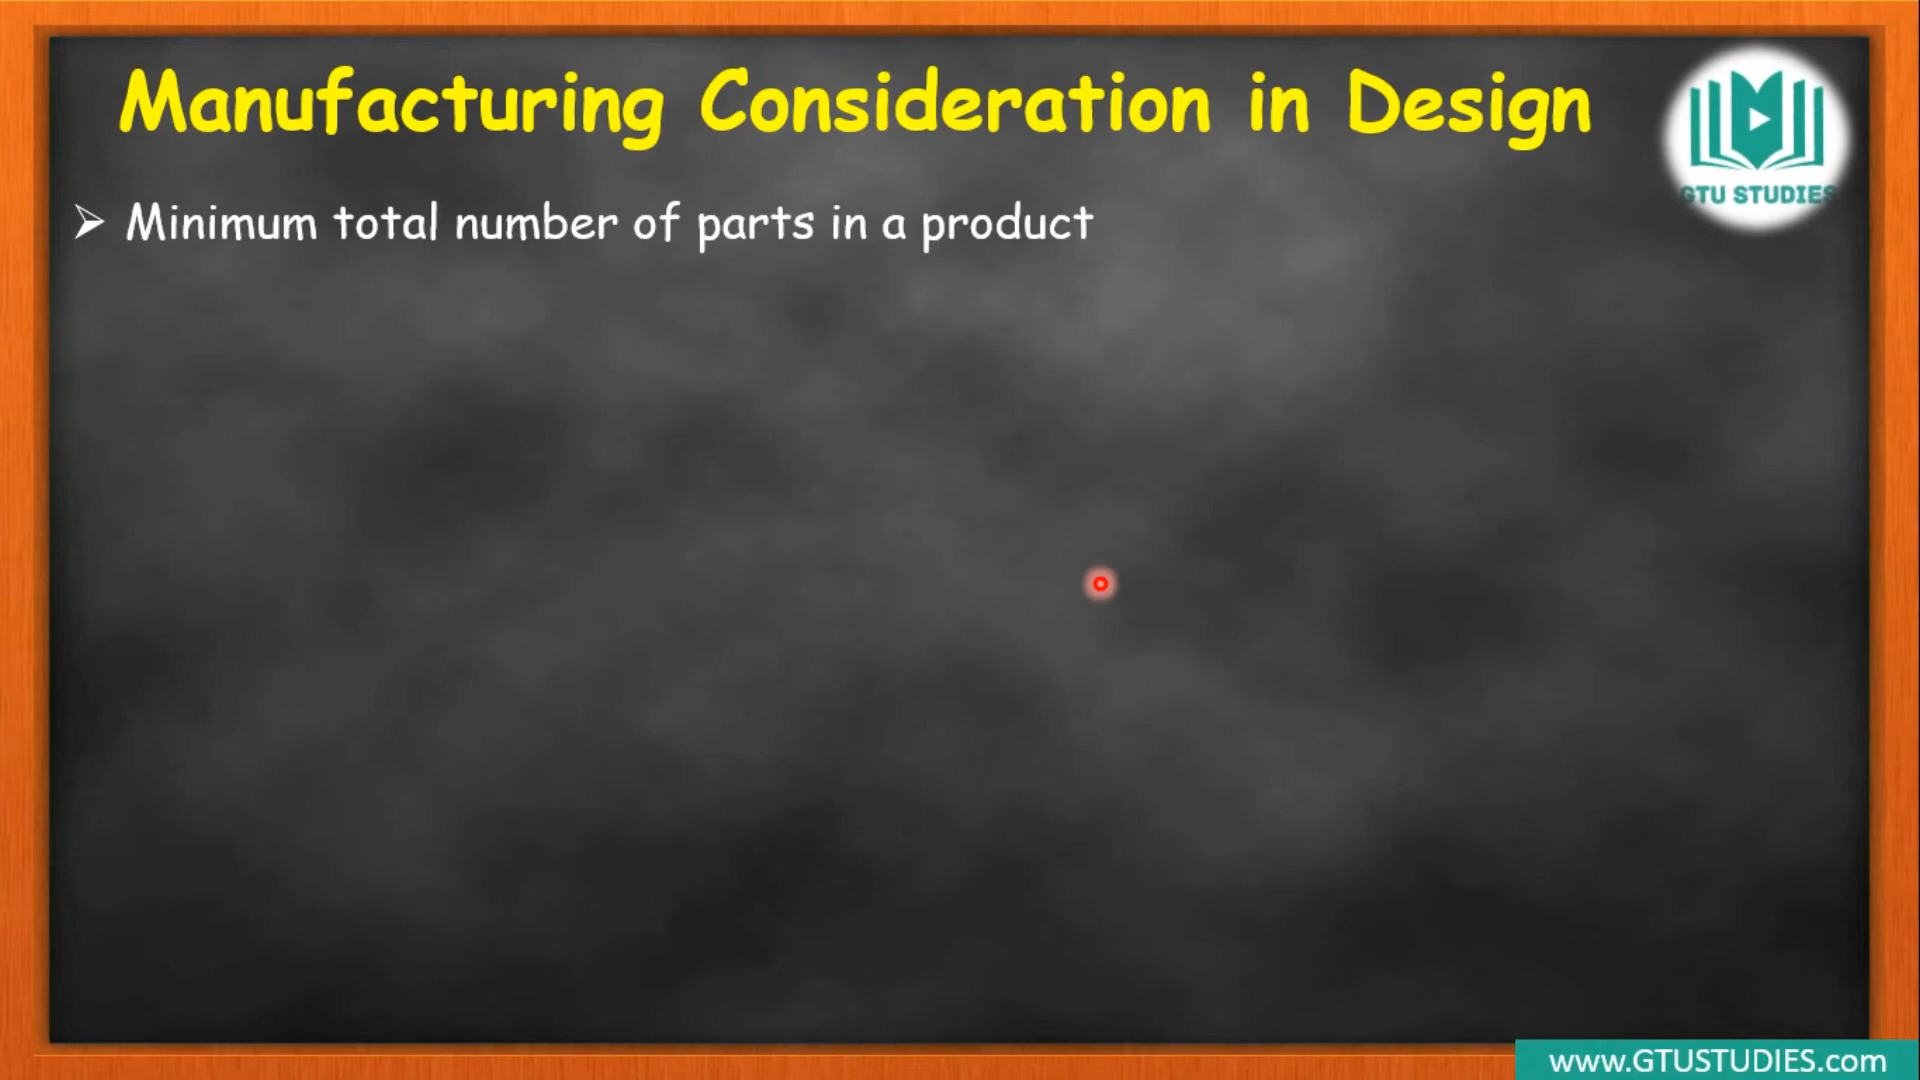 Manufacturing Consideration in Design
GTU STUDIES
➢ Minimum total number of parts in a product
www.GTUSTUDIES.com